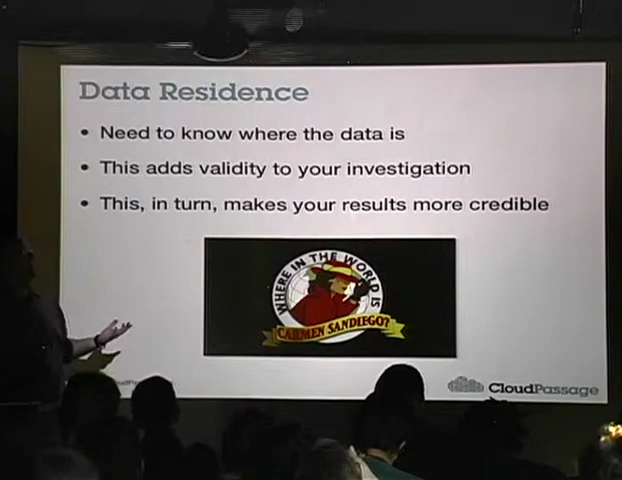 Data Residence
• Need to know where the data is
• This adds validity to your investigation
• This, in turn, makes your results more credible
WHERE IN THE WORLD IS
CARMEN SANDIEGO?
CloudPassage